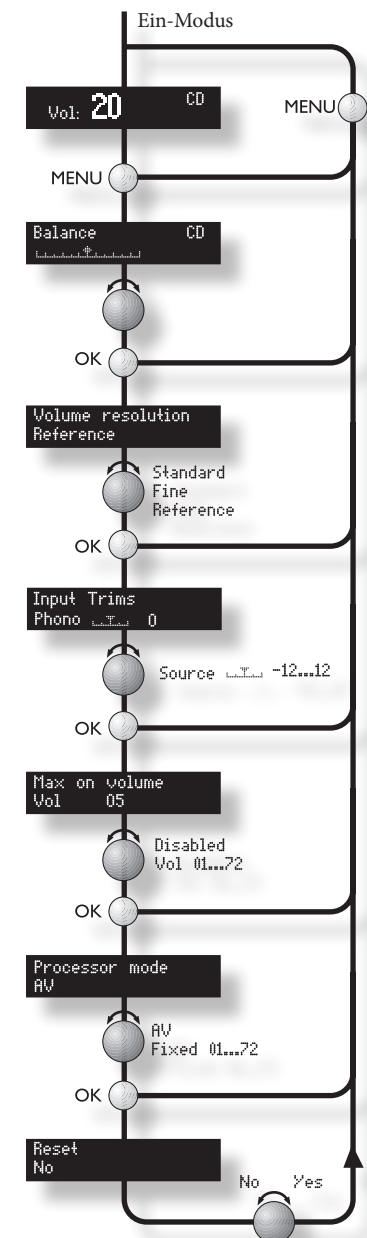 Ein-Modus
Vol: 20 CD
MENU
MENU
Balance CD
OK
Volume resolution
Reference
Standard
Fine
Reference
OK
Input Trims
Phono 0
Source -12...12
OK
Max on volume
Vol 05
Disabled
Vol 01...72
OK
Processor mode
AV
AV
Fixed 01...72
OK
Reset
No
No Yes